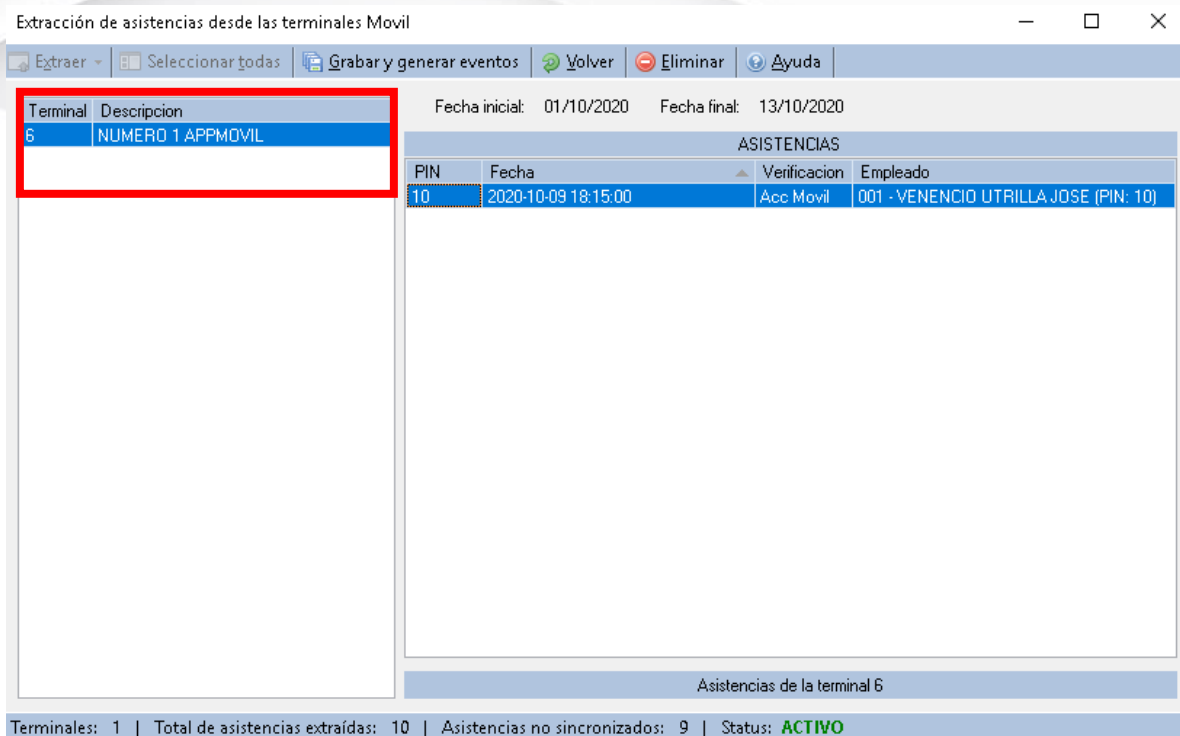 Extracción de asistencias desde las terminales Movil
Extraer Seleccionar todas Grabar y generar eventos Volver Eliminar Ayuda
Terminal Descripcion
6 NUMERO 1 APPMOVIL
Fecha inicial: 01/10/2020 Fecha final: 13/10/2020
ASISTENCIAS
PIN Fecha Verificacion Empleado
10 2020-10-09 18:15:00 Acc Movil 001 - VENENCIO UTRILLA JOSE (PIN: 10)
Asistencias de la terminal 6
Terminales: 1 | Total de asistencias extraídas: 10 | Asistencias no sincronizados: 9 | Status: ACTIVO